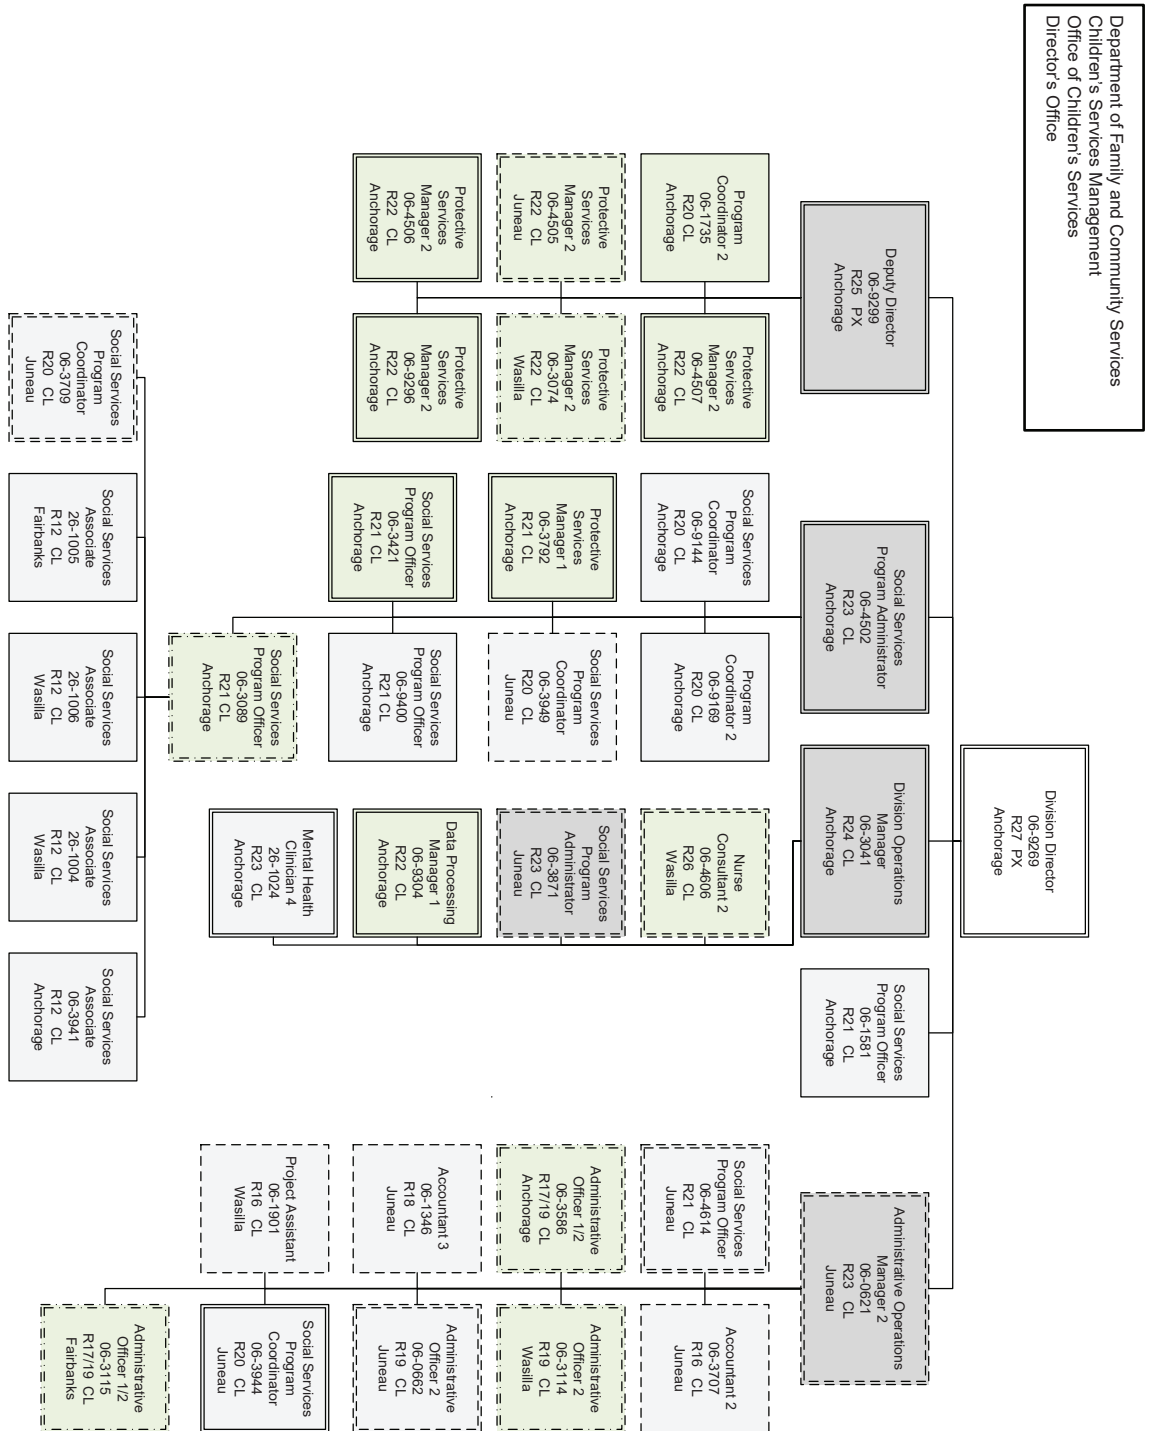 Department of Family and Community Services
Children's Services Management
Office of Children's Services
Director's Office
Division Director
06-9269
R27 PX
Anchorage
Deputy Director
06-9299
R25 PX
Anchorage
Social Services
Program Administrator
06-4502
R23 CL
Anchorage
Division Operations
Manager
06-3041
R24 CL
Anchorage
Social Services
Program Officer
06-1581
R21 CL
Anchorage
Administrative Operations
Manager 2
06-0621
R23 CL
Juneau
Program
Coordinator 2
06-1735
R20 CL
Anchorage
Protective
Services
Manager 2
06-4507
R22 CL
Anchorage
Protective
Services
Manager 2
06-4505
R22 CL
Juneau
Protective
Services
Manager 2
06-3074
R22 CL
Wasilla
Protective
Services
Manager 2
06-4506
R22 CL
Anchorage
Protective
Services
Manager 2
06-9296
R22 CL
Anchorage
Social Services
Program
Coordinator
06-9144
R20 CL
Anchorage
Program
Coordinator 2
06-9169
R20 CL
Anchorage
Protective
Services
Manager 1
06-3792
R21 CL
Anchorage
Social Services
Program
Coordinator
06-3949
R20 CL
Juneau
Social Services
Program Officer
06-3421
R21 CL
Anchorage
Social Services
Program Officer
06-9400
R21 CL
Anchorage
Social Services
Program Officer
06-3089
R21 CL
Anchorage
Social Services
Program
Coordinator
06-3709
R20 CL
Juneau
Social Services
Associate
26-1005
R12 CL
Fairbanks
Social Services
Associate
26-1006
R12 CL
Wasilla
Social Services
Associate
26-1004
R12 CL
Wasilla
Social Services
Associate
06-3941
R12 CL
Anchorage
Nurse
Consultant 2
06-4606
R26 CL
Wasilla
Social Services
Program
Administrator
06-3871
R23 CL
Juneau
Data Processing
Manager 1
06-9304
R22 CL
Anchorage
Mental Health
Clinician 4
26-1024
R23 CL
Anchorage
Social Services
Program Officer
06-4614
R21 CL
Juneau
Accountant 2
06-3707
R16 CL
Juneau
Administrative
Officer 1/2
06-3586
R17/19 CL
Anchorage
Administrative
Officer 2
06-3114
R19 CL
Wasilla
Accountant 3
06-1346
R18 CL
Juneau
Administrative
Officer 2
06-0662
R19 CL
Juneau
Project Assistant
06-1901
R16 CL
Wasilla
Social Services
Program
Coordinator
06-3944
R20 CL
Juneau
Administrative
Officer 1/2
06-3115
R17/19 CL
Fairbanks